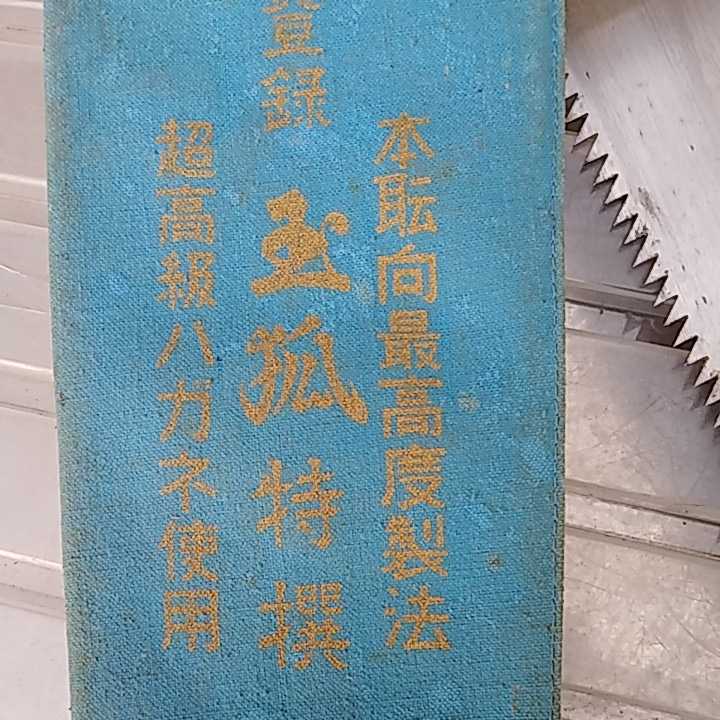 本耺向最高度製法
登録 玉狐特撰
超高級ハガネ使用